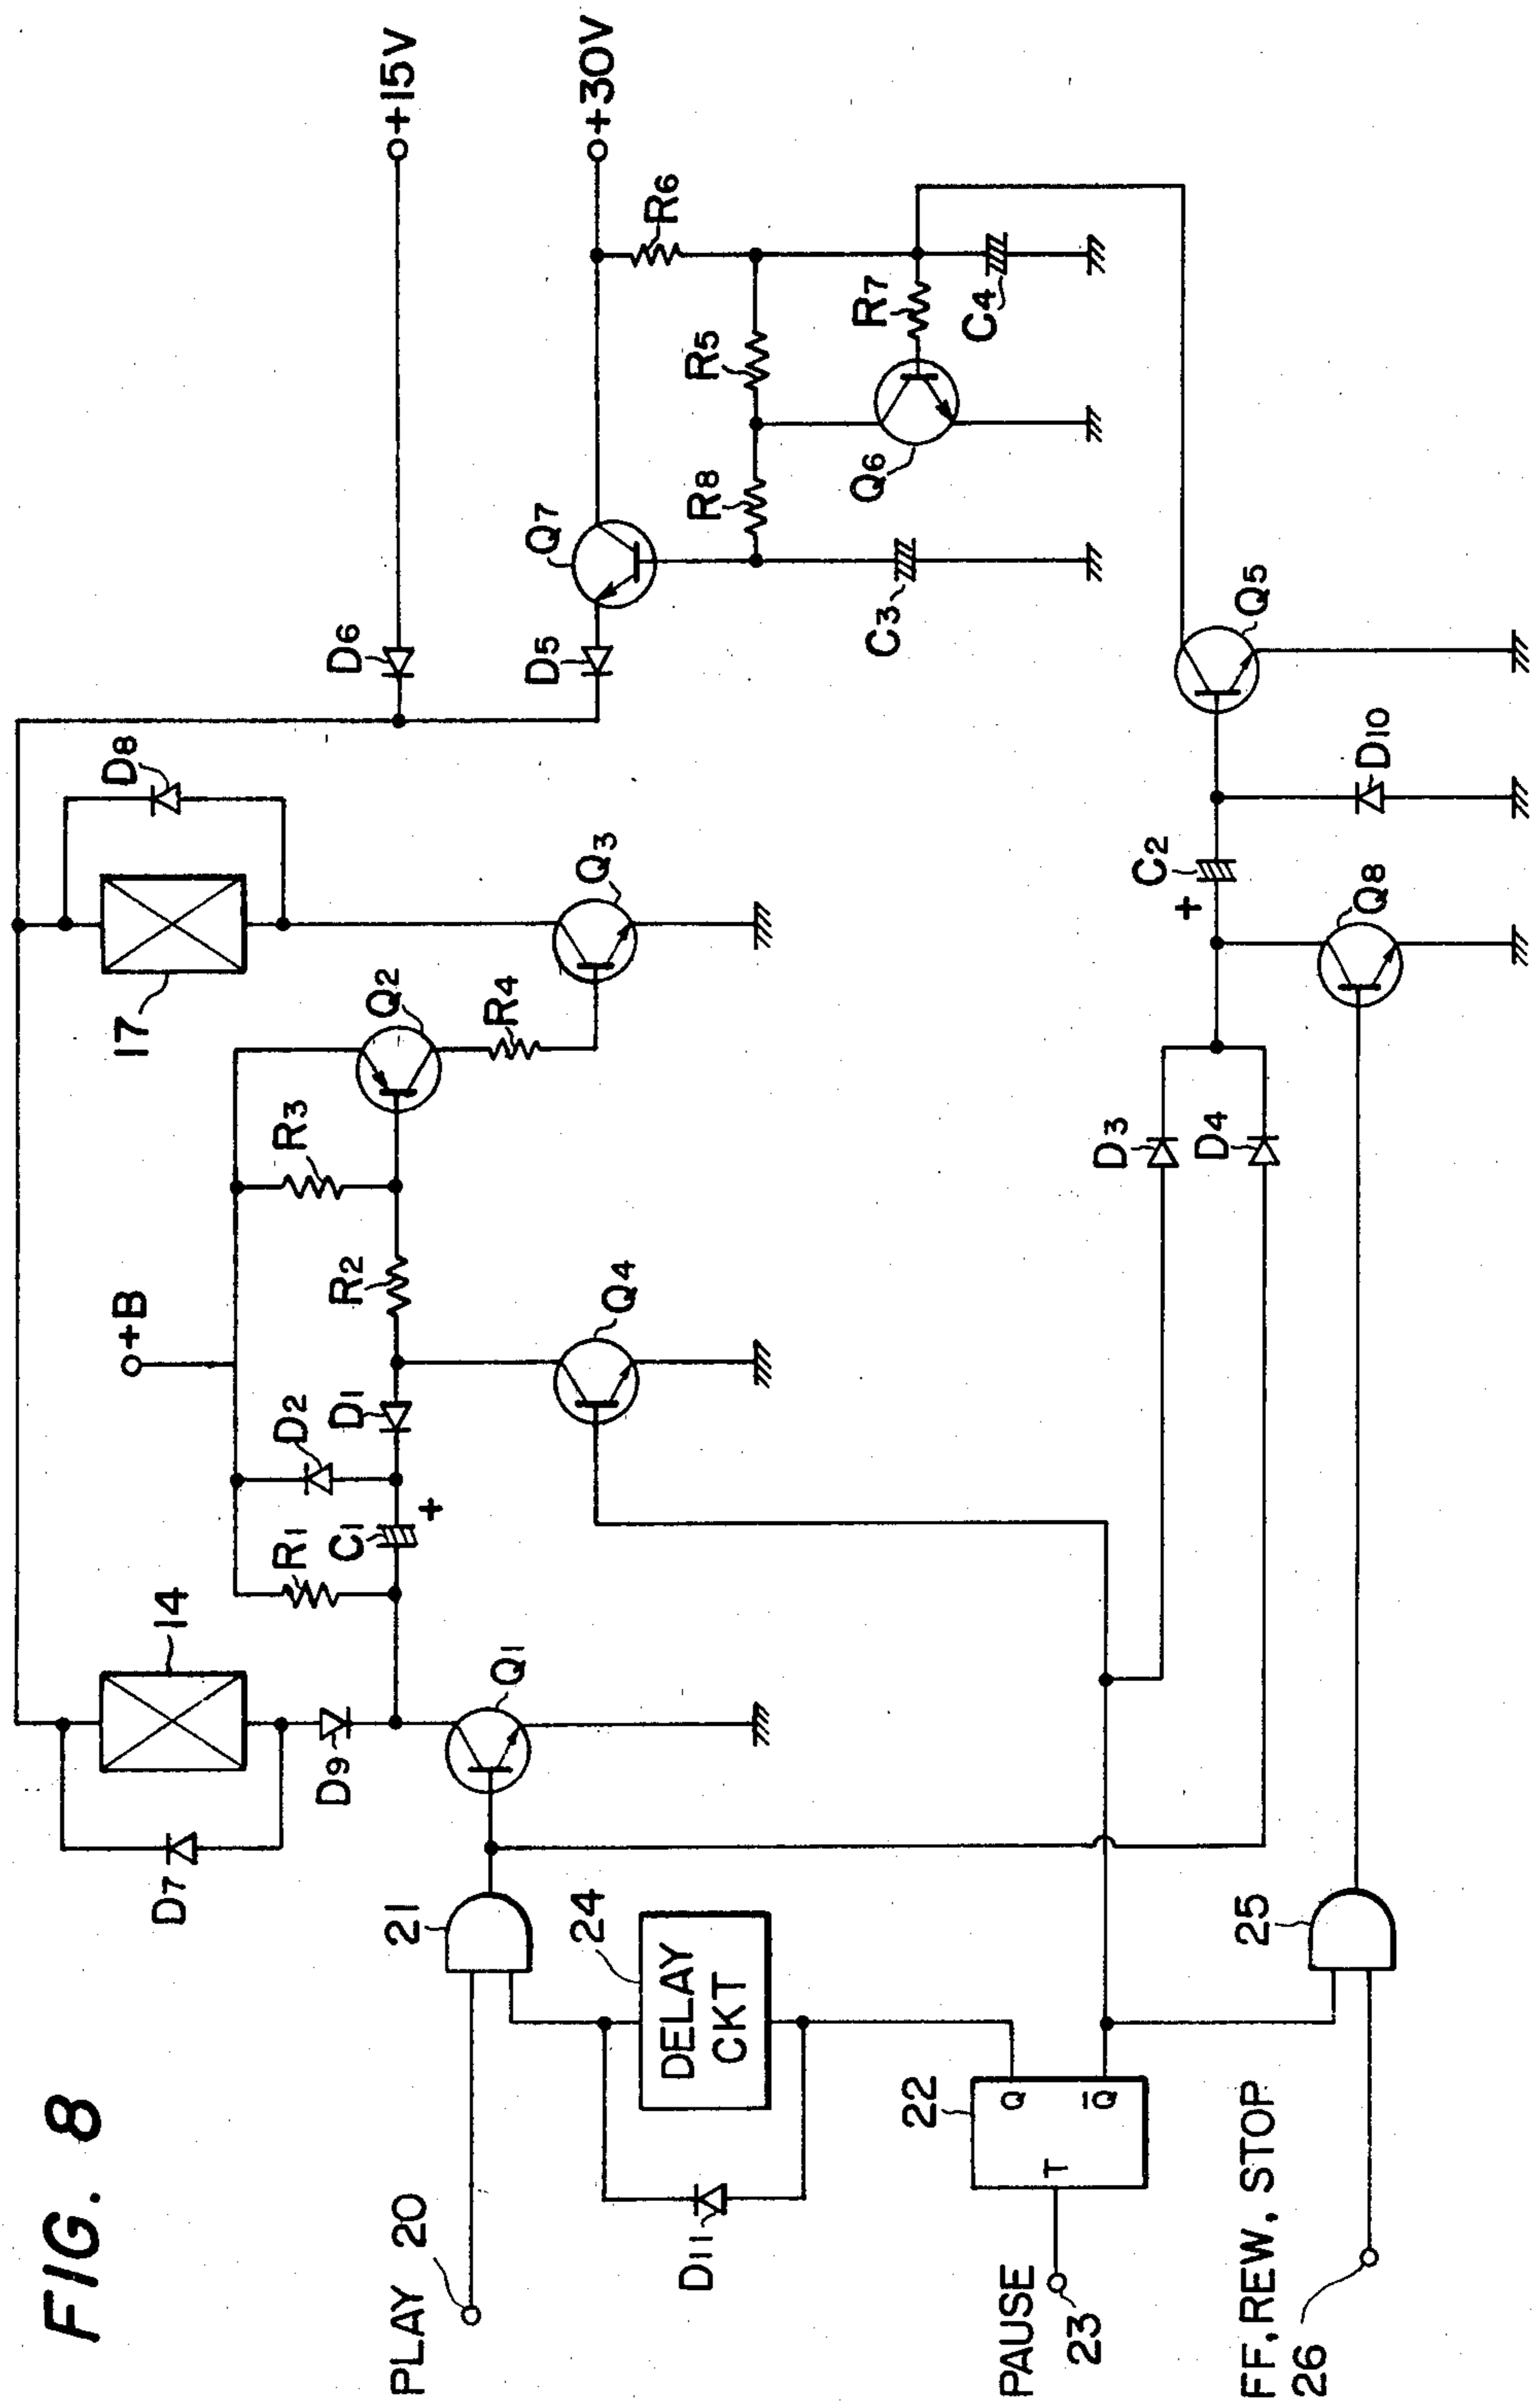 FIG. 8
+15V
+30V
D6
D5
Q7
R6
R5
R8
R7
Q6
C4
C3
D8
17
Q3
Q2
R4
R3
+B
R2
Q4
D2
D1
R1
C1
+
14
D9
Q1
D7
Q5
D10
C2
+
Q8
D3
D4
21
24
DELAY
CKT
D11
22
Q
Q̅
T
25
PLAY 20
PAUSE
23
FF, REW, STOP
26